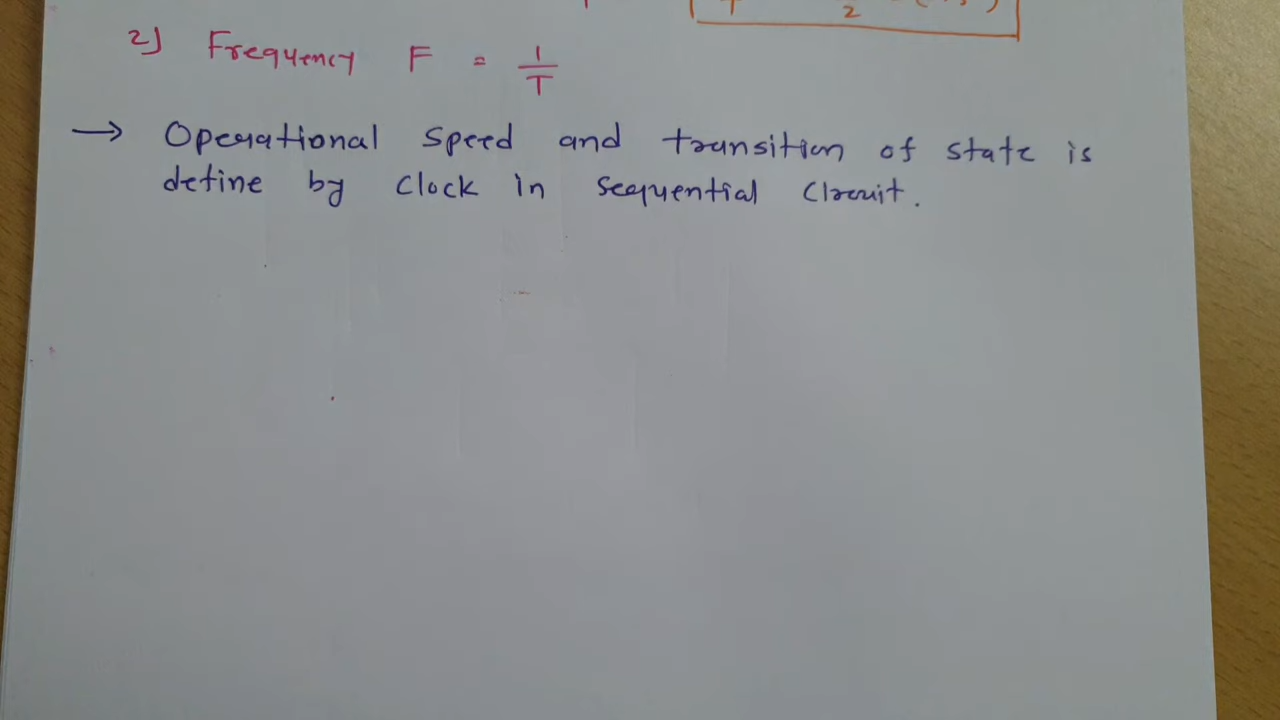 2) Frequency F = 1/T
→ Operational speed and transition of state is
define by clock in sequential circuit.